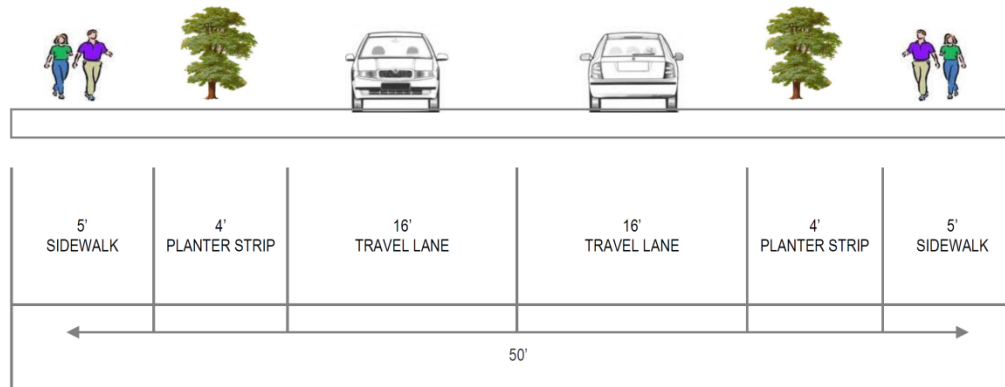 5'
SIDEWALK
4'
PLANTER STRIP
16'
TRAVEL LANE
16'
TRAVEL LANE
4'
PLANTER STRIP
5'
SIDEWALK
50'